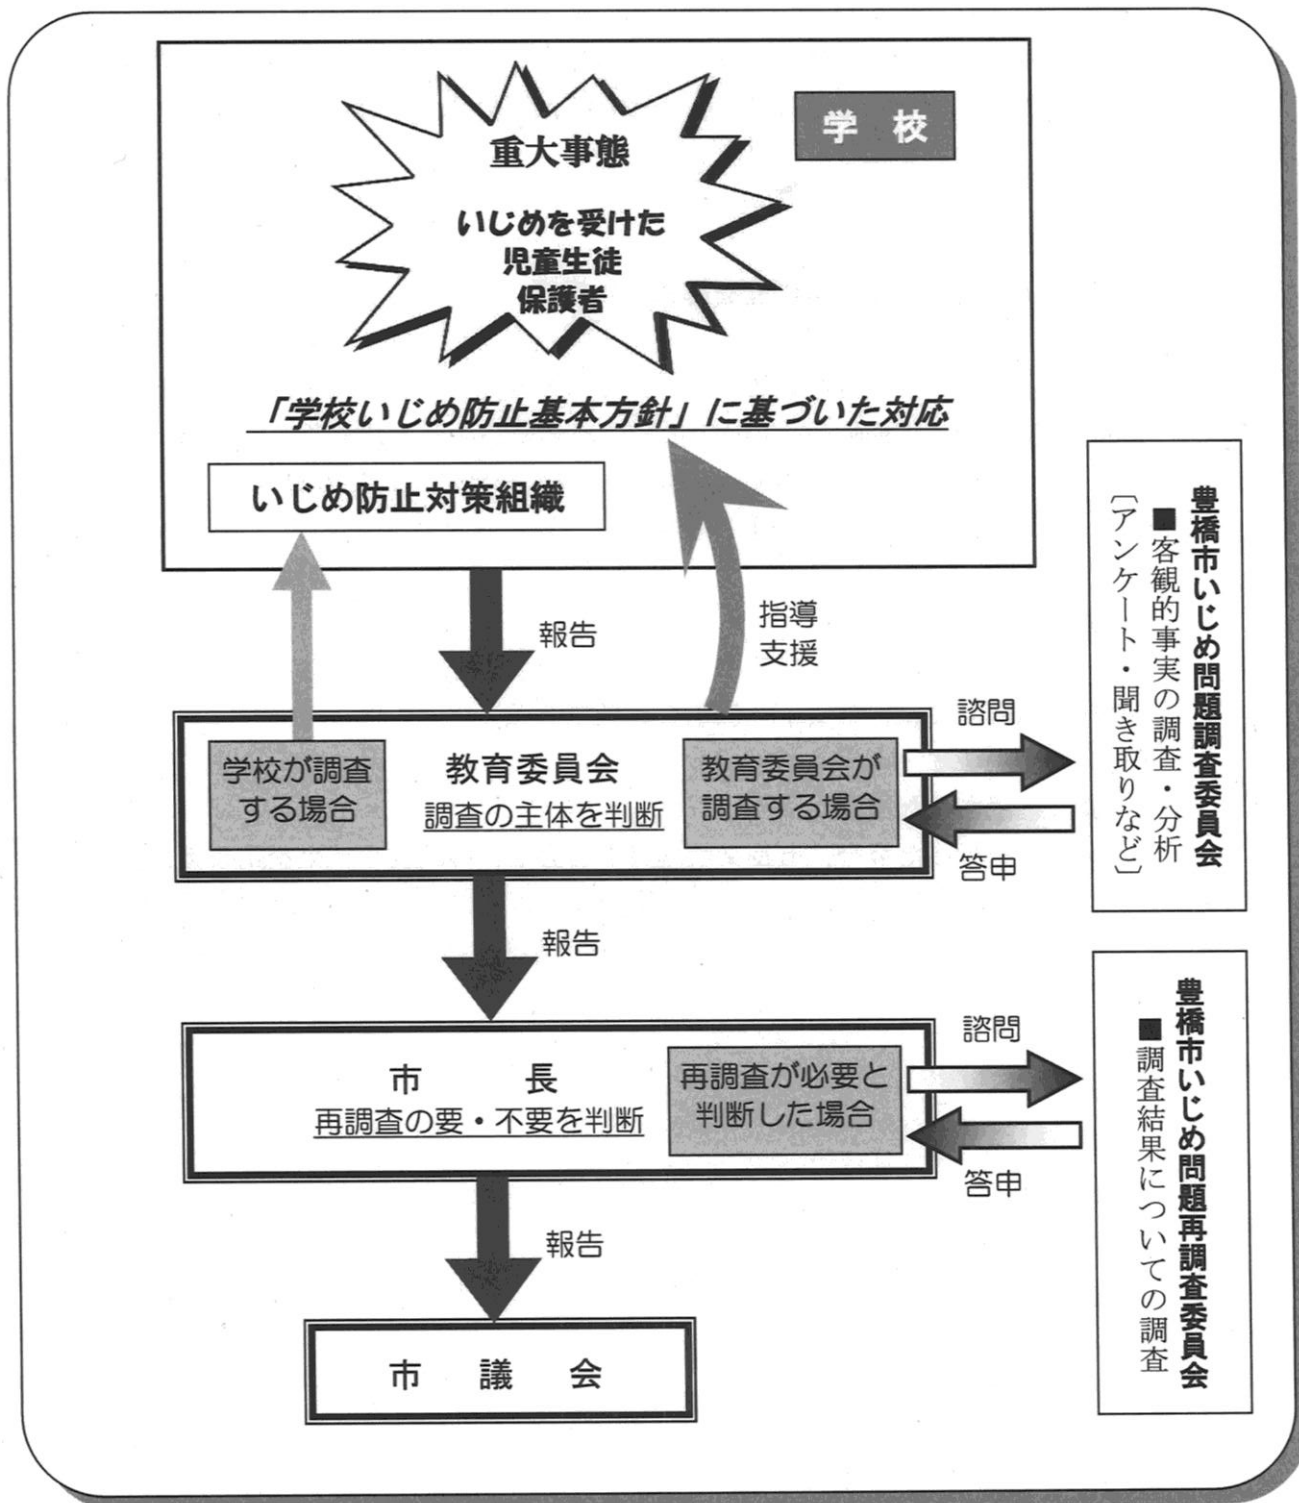 学 校
重大事態
いじめを受けた
児童生徒
保護者
「学校いじめ防止基本方針」に基づいた対応
いじめ防止対策組織
報告
指導
支援
学校が調査
する場合
教育委員会
調査の主体を判断
教育委員会が
調査する場合
諮問
答申
豊橋市いじめ問題調査委員会
■客観的事実の調査・分析
〔アンケート・聞き取りなど〕
報告
市 長
再調査の要・不要を判断
再調査が必要と
判断した場合
諮問
答申
豊橋市いじめ問題再調査委員会
■調査結果についての調査
報告
市 議 会